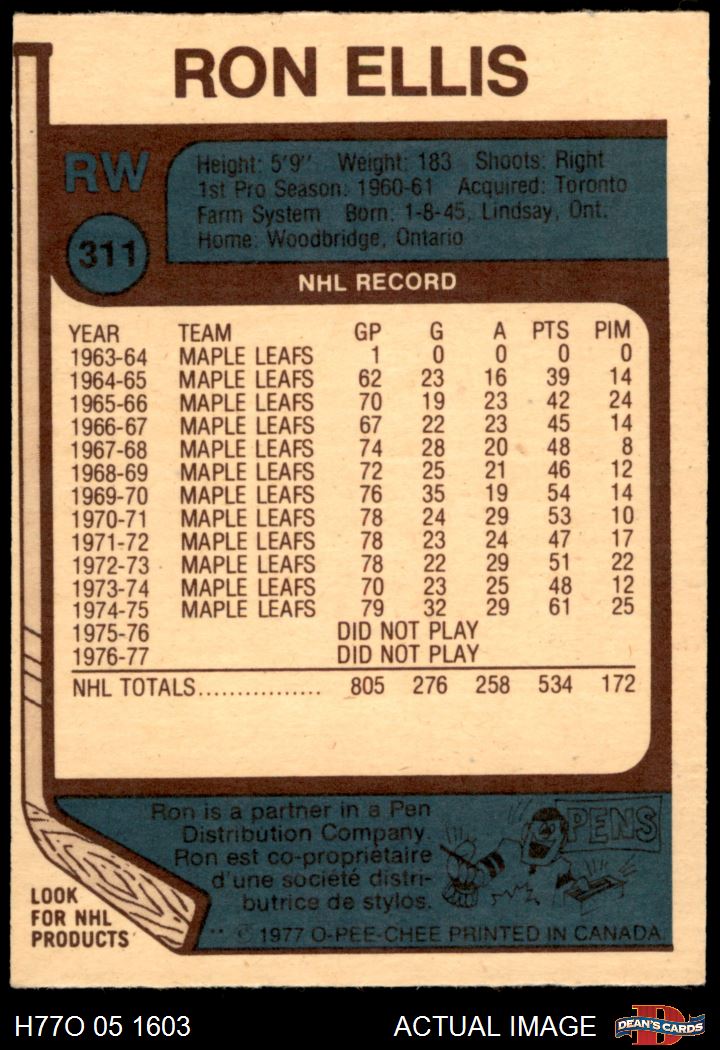 RON ELLIS
RW
311
Height: 5'9" Weight: 183 Shoots: Right
1st Pro Season: 1960-61 Acquired: Toronto
Farm System Born: 1-8-45, Lindsay, Ont.
Home: Woodbridge, Ontario
NHL RECORD
YEAR TEAM GP G A PTS PIM
1963-64 MAPLE LEAFS 1 0 0 0 0
1964-65 MAPLE LEAFS 62 23 16 39 14
1965-66 MAPLE LEAFS 70 19 23 42 24
1966-67 MAPLE LEAFS 67 22 23 45 14
1967-68 MAPLE LEAFS 74 28 20 48 8
1968-69 MAPLE LEAFS 72 25 21 46 12
1969-70 MAPLE LEAFS 76 35 19 54 14
1970-71 MAPLE LEAFS 78 24 29 53 10
1971-72 MAPLE LEAFS 78 23 24 47 17
1972-73 MAPLE LEAFS 78 22 29 51 22
1973-74 MAPLE LEAFS 70 23 25 48 12
1974-75 MAPLE LEAFS 79 32 29 61 25
1975-76 DID NOT PLAY
1976-77 DID NOT PLAY
NHL TOTALS................ 805 276 258 534 172
Ron is a partner in a Pen
Distribution Company.
Ron est co-propriétaire
d'une société distri-
butrice de stylos.
PENS
LOOK
FOR NHL
PRODUCTS
** © 1977 O-PEE-CHEE PRINTED IN CANADA
H77O 05 1603
ACTUAL IMAGE
D
DEAN'S CARDS